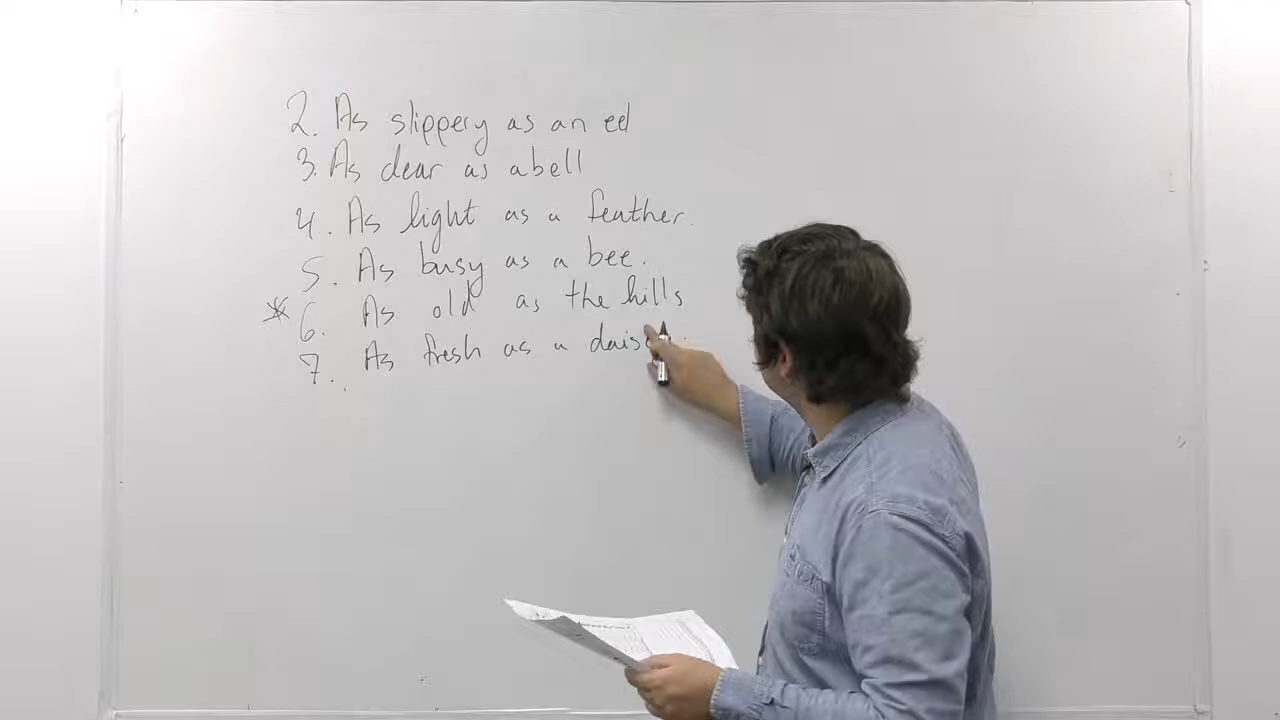 2. As slippery as an eel
3. As clear as a bell
4. As light as a feather.
5. As busy as a bee.
* 6. As old as the hills
7. As fresh as a